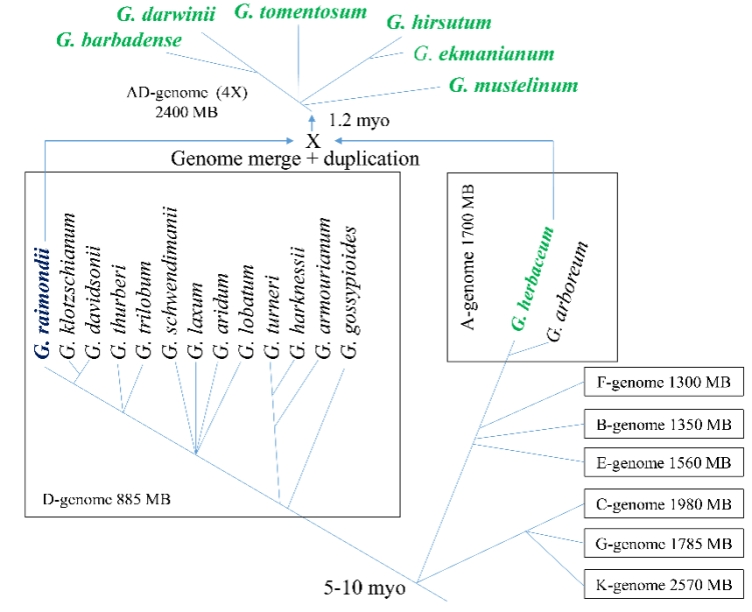 G. darwinii
G. tomentosum
G. hirsutum
G. barbadense
G. ekmanianum
G. mustelinum
AD-genome (4X)
2400 MB
1.2 myo
X
Genome merge + duplication
G. raimondii
G. klotzschianum
G. davidsonii
G. thurberi
G. trilobum
G. schwendimanii
G. laxum
G. aridum
G. lobatum
G. turneri
G. harknessii
G. armourianum
G. gossypioides
D-genome 885 MB
A-genome 1700 MB
G. herbaceum
G. arboreum
F-genome 1300 MB
B-genome 1350 MB
E-genome 1560 MB
C-genome 1980 MB
G-genome 1785 MB
K-genome 2570 MB
5-10 myo